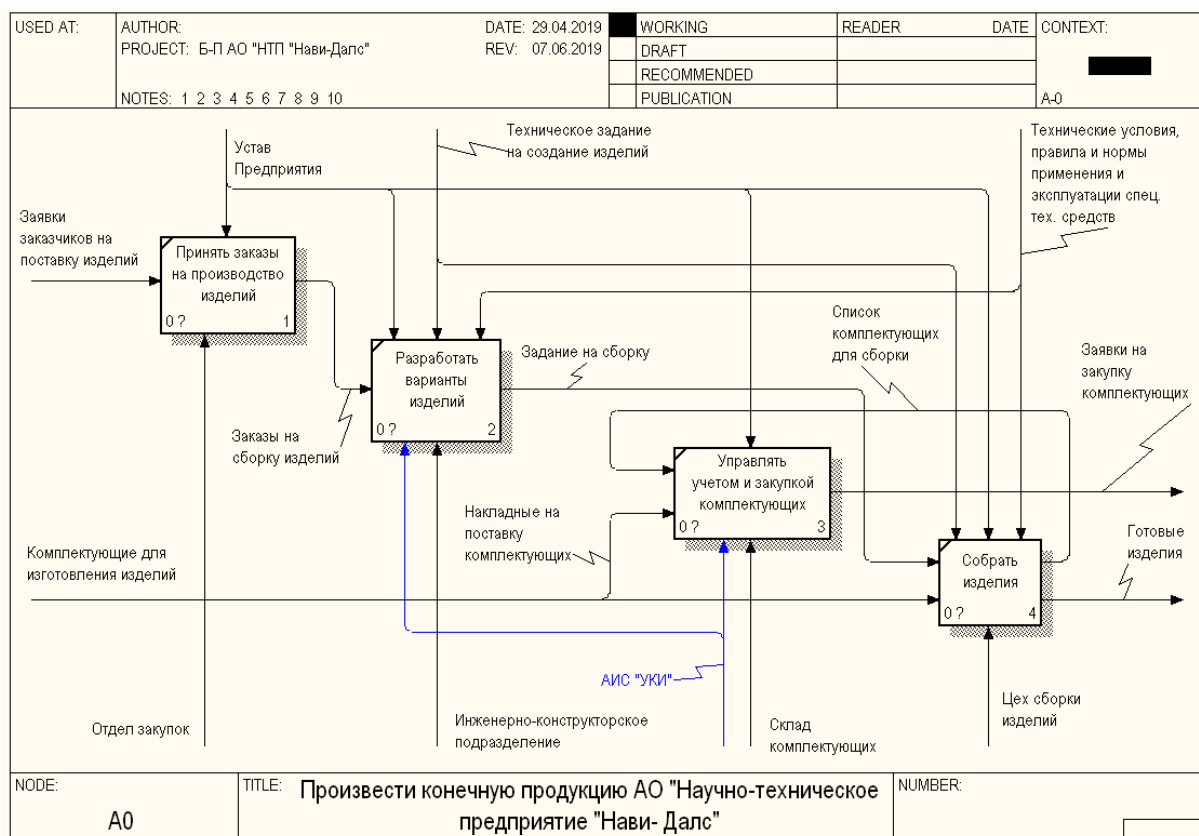 USED AT:
AUTHOR:
DATE: 29.04.2019
PROJECT: Б-П АО "НТП "Нави-Далс"
REV: 07.06.2019
NOTES: 1 2 3 4 5 6 7 8 9 10
WORKING
DRAFT
RECOMMENDED
PUBLICATION
READER
DATE
CONTEXT:
A-0
Устав
Предприятия
Техническое задание
на создание изделий
Технические условия,
правила и нормы
применения и
эксплуатации спец.
тех. средств
Заявки
заказчиков на
поставку изделий
Принять заказы
на производство
изделий
0 ?
1
Разработать
варианты
изделий
0 ?
2
Задание на сборку
Список
комплектующих
для сборки
Заявки на
закупку
комплектующих
Заказы на
сборку изделий
Управлять
учетом и закупкой
комплектующих
0 ?
3
Накладные на
поставку
комплектующих
Комплектующие для
изготовления изделий
Собрать
изделия
0 ?
4
Готовые
изделия
АИС "УКИ"
Отдел закупок
Инженерно-конструкторское
подразделение
Склад
комплектующих
Цех сборки
изделий
NODE:
A0
TITLE:
Произвести конечную продукцию АО "Научно-техническое
предприятие "Нави- Далс"
NUMBER: